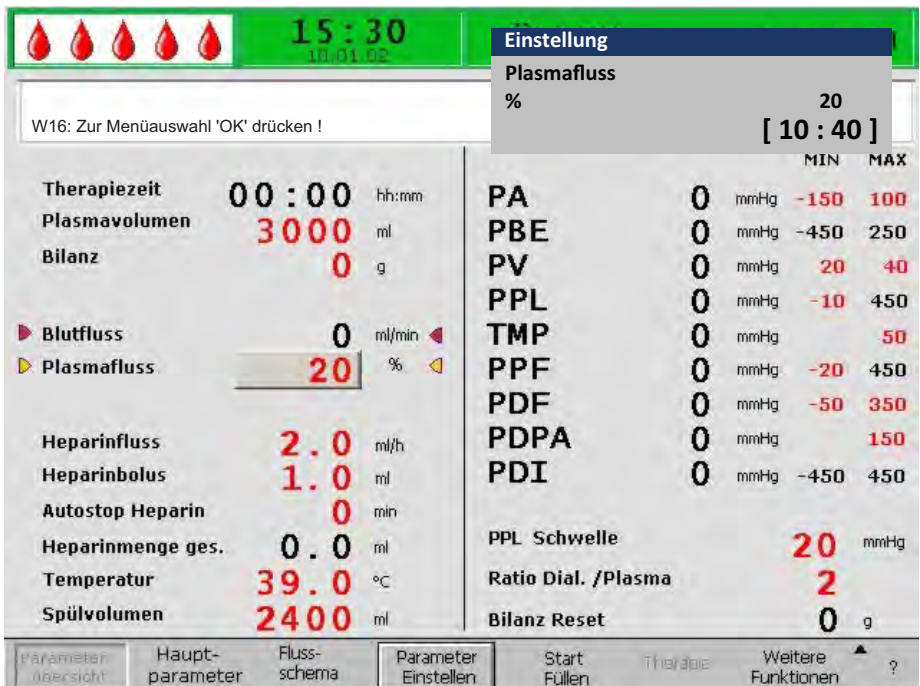 15:30
10.01.02
Einstellung
Plasmafluss
% 20
[ 10 : 40 ]
W16: Zur Menüauswahl 'OK' drücken !
Therapiezeit 00:00 hh:mm
Plasmavolumen 3000 ml
Bilanz 0 g
Blutfluss 0 ml/min
Plasmafluss 20 %
Heparinfluss 2.0 ml/h
Heparinbolus 1.0 ml
Autostop Heparin 0 min
Heparinmenge ges. 0.0 ml
Temperatur 39.0 °C
Spülvolumen 2400 ml
MIN MAX
PA 0 mmHg -150 100
PBE 0 mmHg -450 250
PV 0 mmHg 20 40
PPL 0 mmHg -10 450
TMP 0 mmHg 50
PPF 0 mmHg -20 450
PDF 0 mmHg -50 350
PDPA 0 mmHg 150
PDI 0 mmHg -450 450
PPL Schwelle 20 mmHg
Ratio Dial. /Plasma 2
Bilanz Reset 0 g
Parameter
übersicht
Haupt-
parameter
Fluss-
schema
Parameter
Einstellen
Start
Füllen
Therapie
Weitere
Funktionen
?